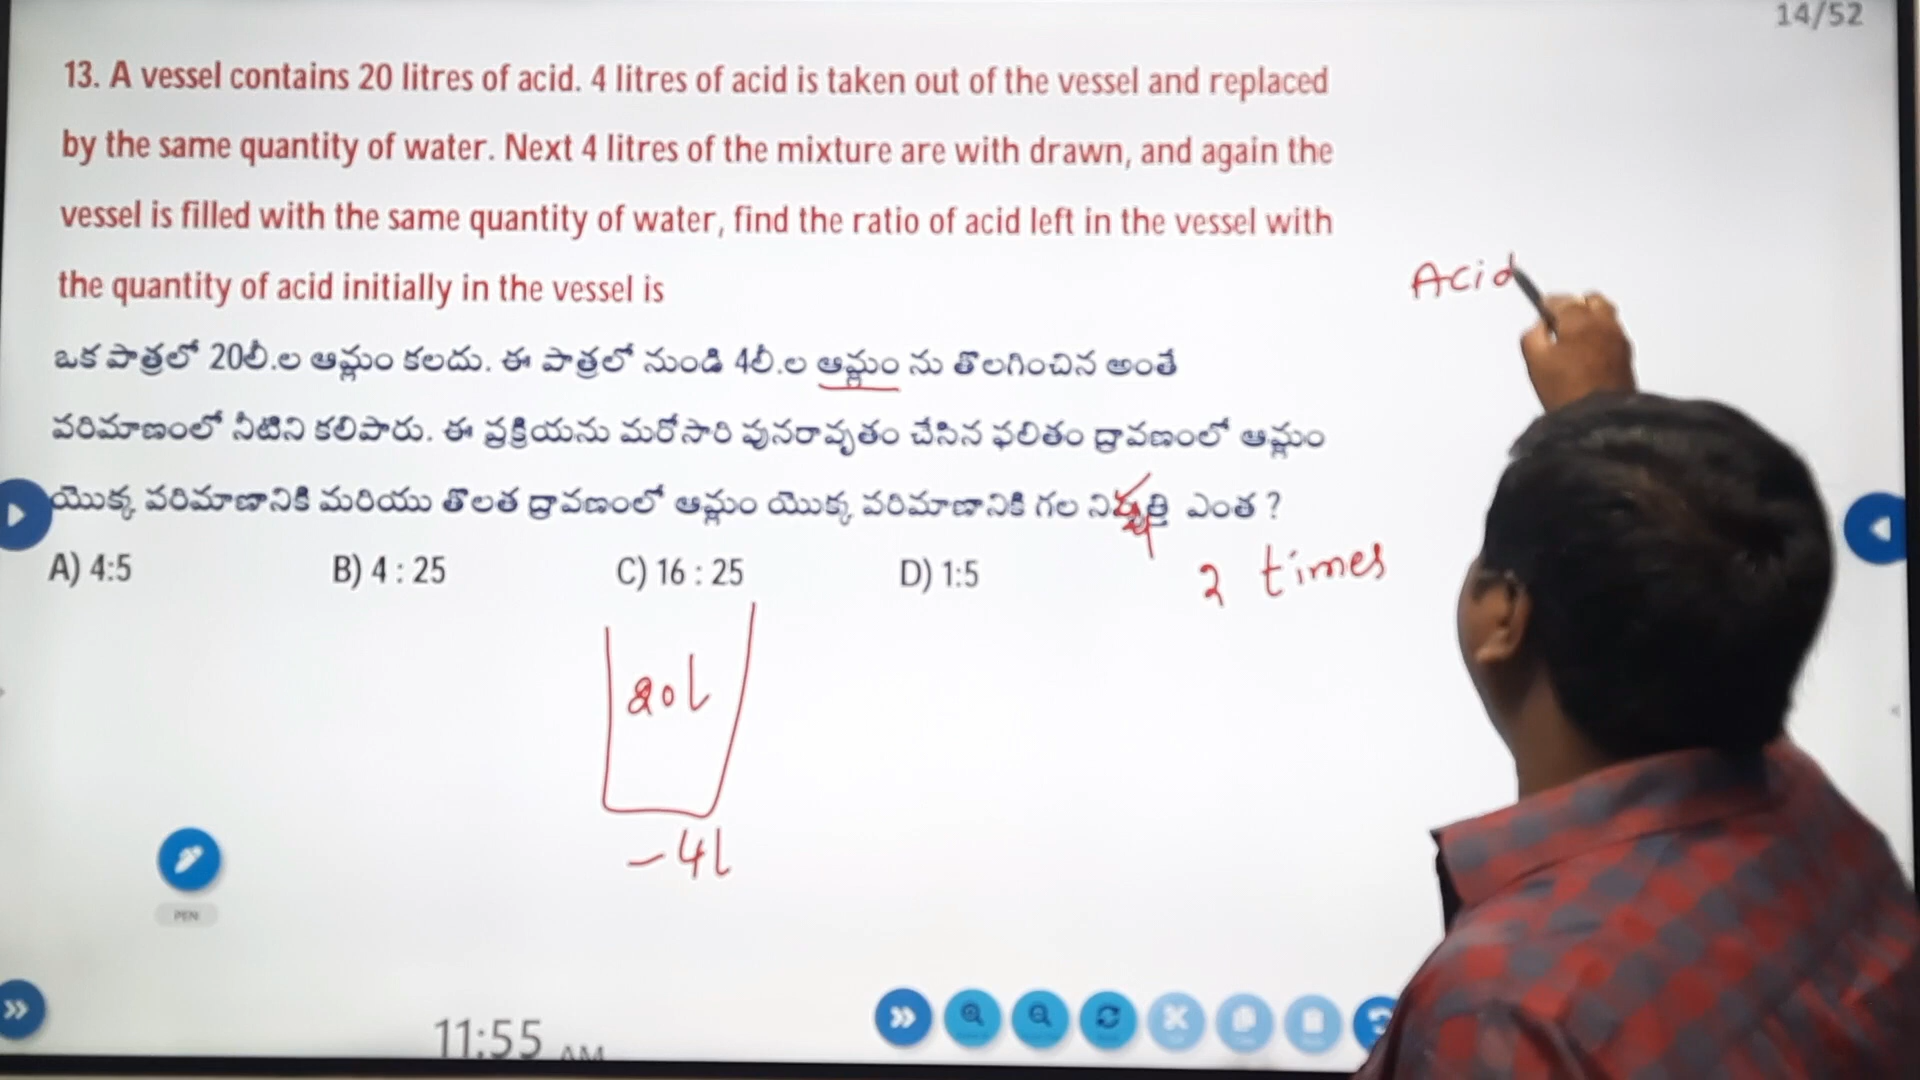 14/52
13. A vessel contains 20 litres of acid. 4 litres of acid is taken out of the vessel and replaced
by the same quantity of water. Next 4 litres of the mixture are with drawn, and again the
vessel is filled with the same quantity of water, find the ratio of acid left in the vessel with
the quantity of acid initially in the vessel is
Acid
ఒక పాత్రలో 20లీ.ల ఆమ్లం కలదు. ఈ పాత్రలో నుండి 4లీ.ల ఆమ్లం ను తొలగించిన అంతే
పరిమాణంలో నీటిని కలిపారు. ఈ ప్రక్రియను మరోసారి పునరావృతం చేసిన ఫలితం ద్రావణంలో ఆమ్లం
యొక్క పరిమాణానికి మరియు తొలత ద్రావణంలో ఆమ్లం యొక్క పరిమాణానికి గల ఎంత ?
A) 4:5 B) 4 : 25 C) 16 : 25 D) 1:5
2 times
20l
-4l
PEN
11:55 AM